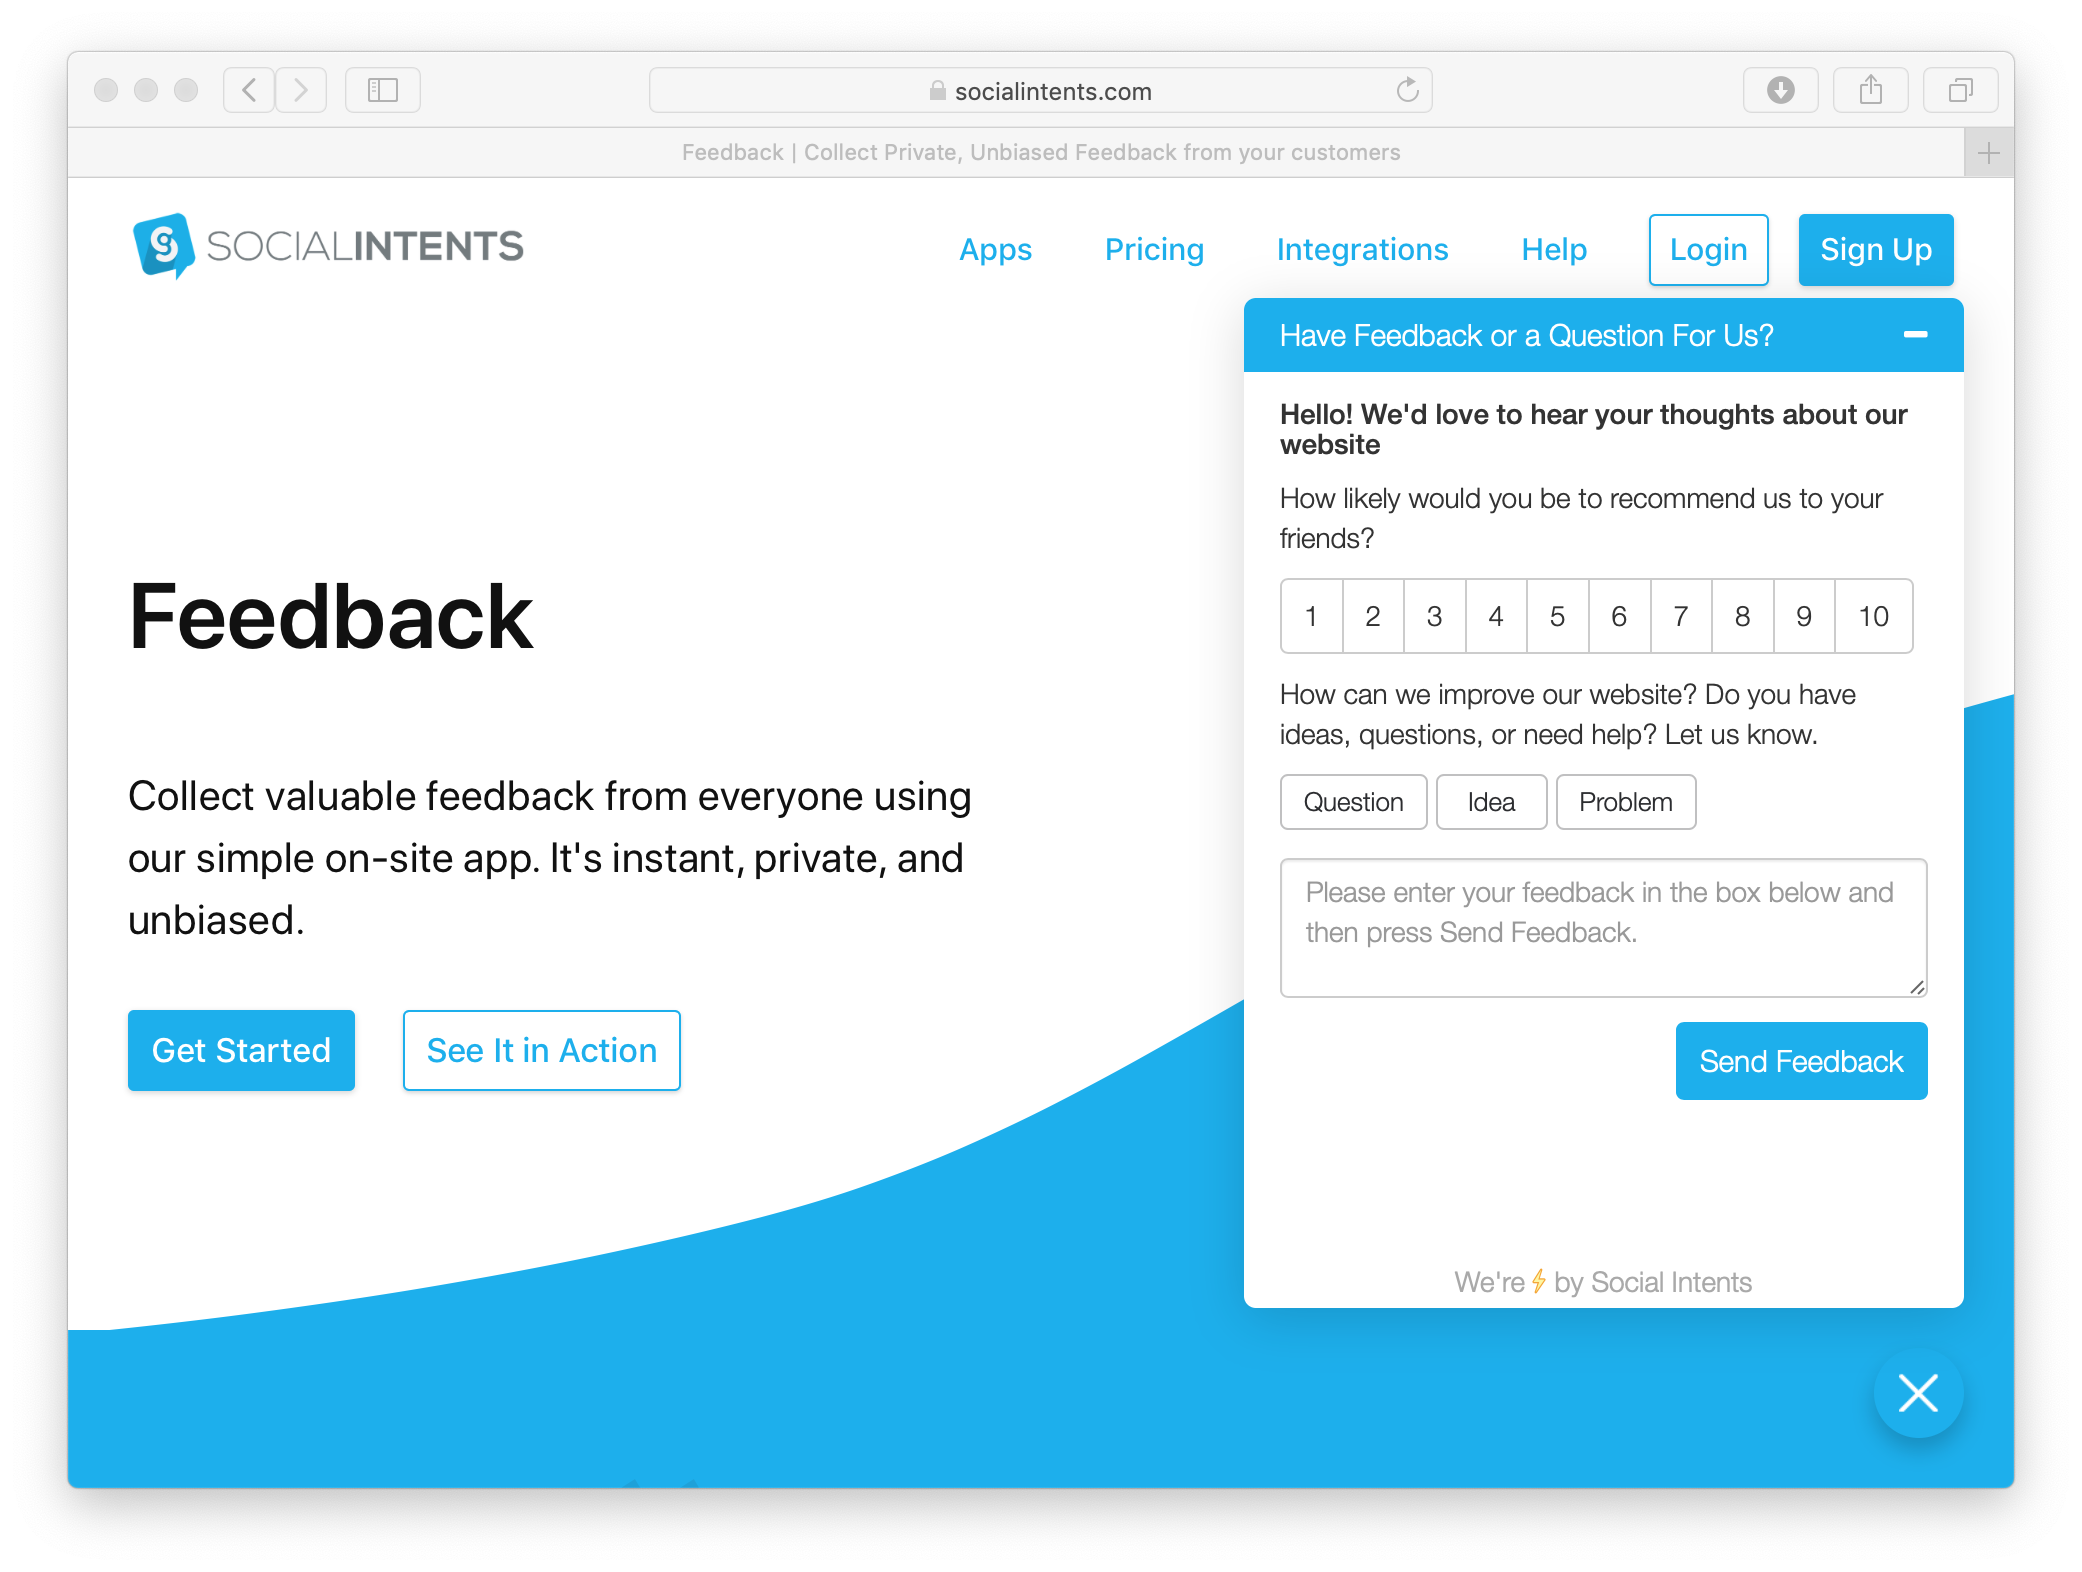 socialintents.com
Feedback | Collect Private, Unbiased Feedback from your customers
SOCIALINTENTS
Apps
Pricing
Integrations
Help
Login
Sign Up
Feedback
Collect valuable feedback from everyone using
our simple on-site app. It's instant, private, and
unbiased.
Get Started
See It in Action
Have Feedback or a Question For Us?
Hello! We'd love to hear your thoughts about our
website
How likely would you be to recommend us to your
friends?
1 2 3 4 5 6 7 8 9 10
How can we improve our website? Do you have
ideas, questions, or need help? Let us know.
Question
Idea
Problem
Please enter your feedback in the box below and
then press Send Feedback.
Send Feedback
We're ⚡ by Social Intents